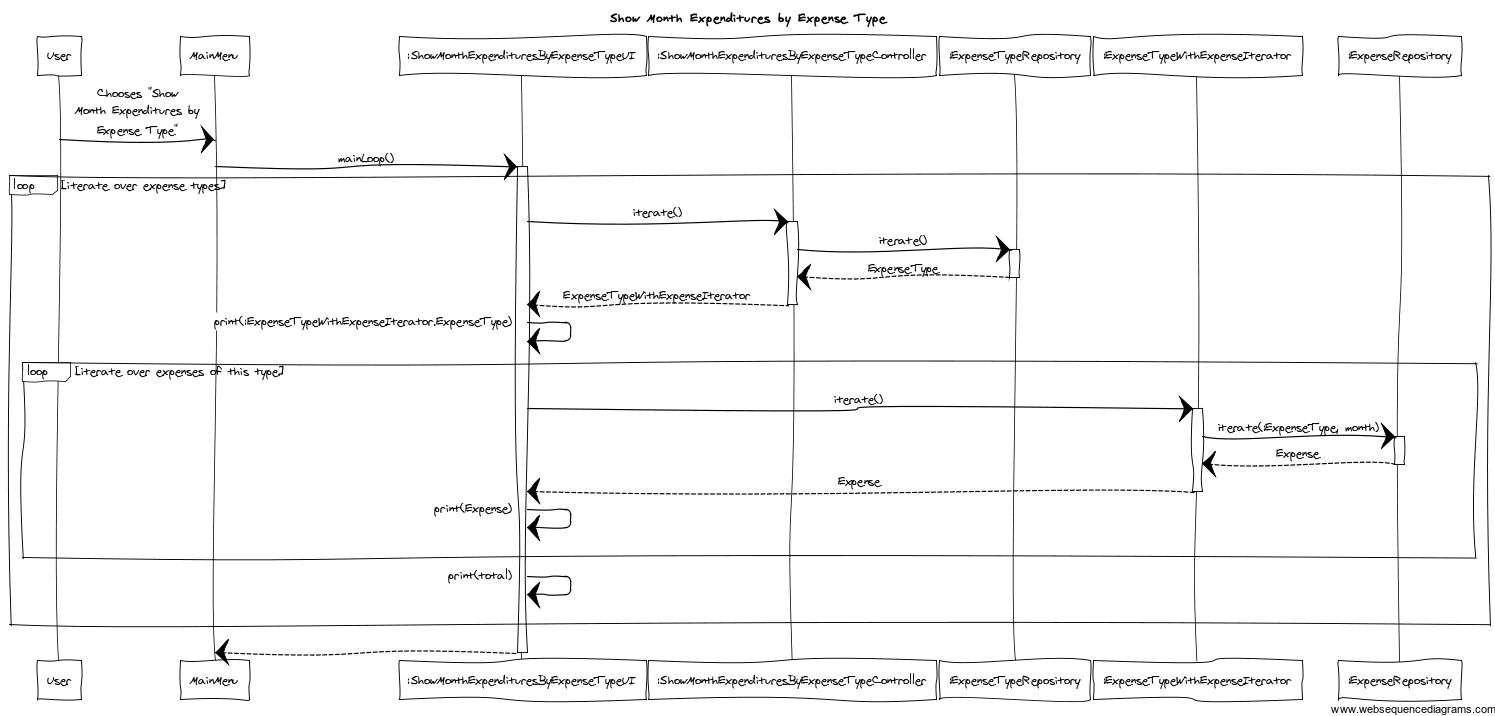 Show Month Expenditures by Expense Type
User
MainMenu
:ShowMonthExpendituresByExpenseTypeUI
:ShowMonthExpendituresByExpenseTypeController
ExpenseTypeRepository
ExpenseTypeWithExpenseIterator
ExpenseRepository
Chooses "Show
Month Expenditures by
Expense Type"
mainLoop()
loop
[iterate over expense types]
iterate()
iterate()
ExpenseType
ExpenseTypeWithExpenseIterator
print(:ExpenseTypeWithExpenseIterator.ExpenseType)
loop
[iterate over expenses of this type]
iterate()
iterate(:ExpenseType, month)
Expense
Expense
print(Expense)
print(total)
User
MainMenu
:ShowMonthExpendituresByExpenseTypeUI
:ShowMonthExpendituresByExpenseTypeController
ExpenseTypeRepository
ExpenseTypeWithExpenseIterator
ExpenseRepository
www.websequencediagrams.com